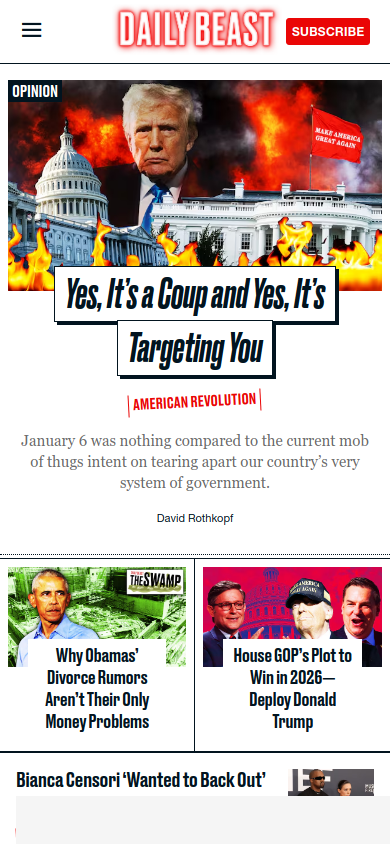 DAILY BEAST
SUBSCRIBE
OPINION
MAKE AMERICA
GREAT AGAIN
Yes, It's a Coup and Yes, It's
Targeting You
AMERICAN REVOLUTION
January 6 was nothing compared to the current mob
of thugs intent on tearing apart our country's very
system of government.
David Rothkopf
THE SWAMP
Why Obamas'
Divorce Rumors
Aren't Their Only
Money Problems
House GOP's Plot to
Win in 2026—
Deploy Donald
Trump
Bianca Censori 'Wanted to Back Out'